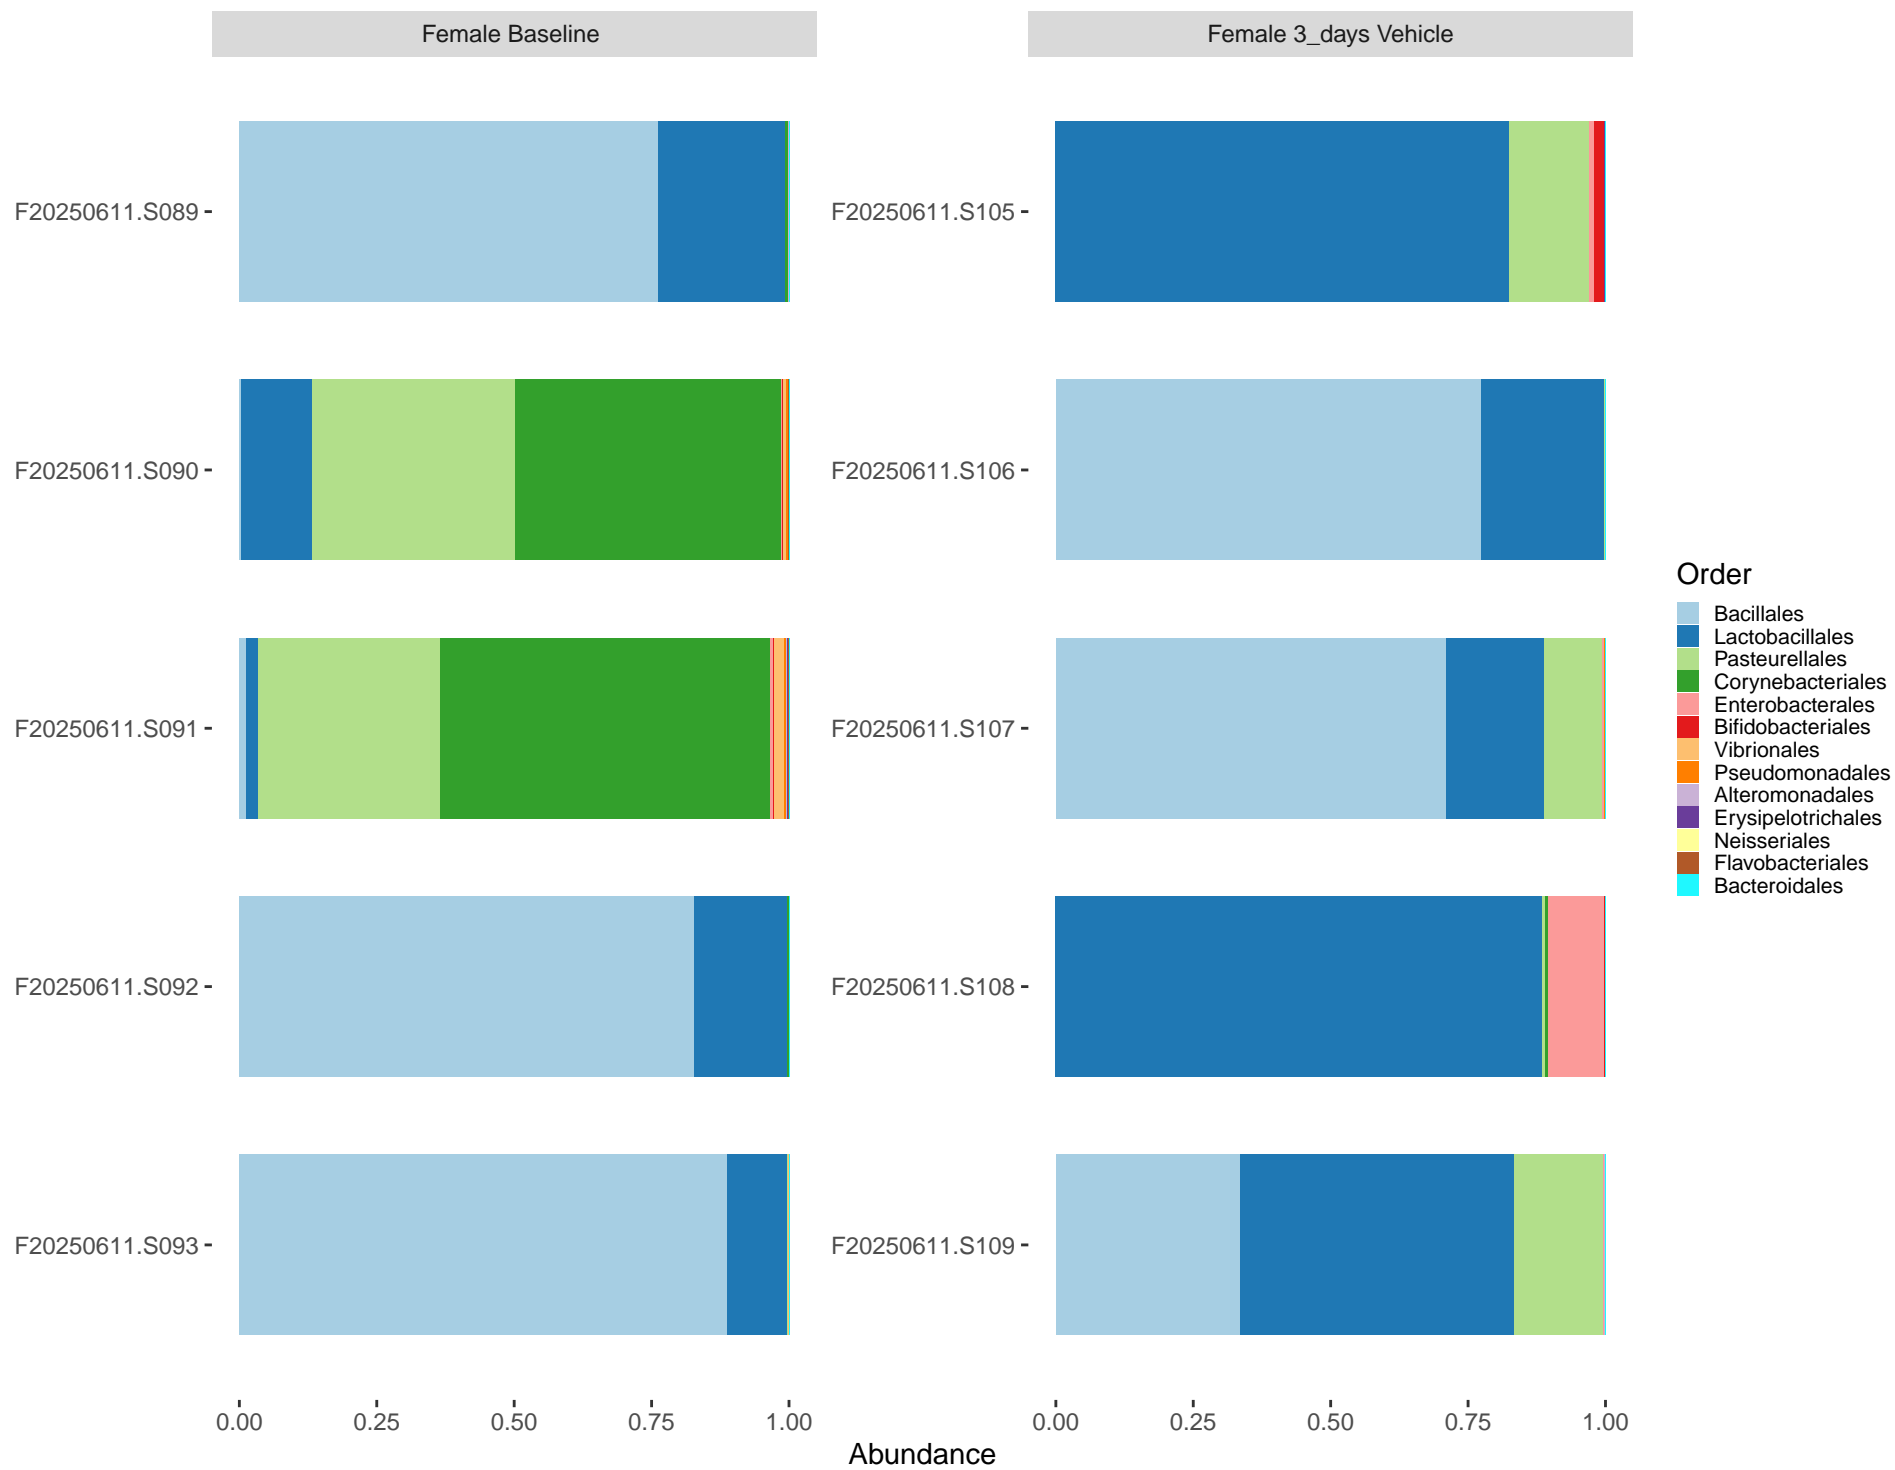 Female Baseline
Female 3_days Vehicle
F20250611.S089
F20250611.S090
F20250611.S091
F20250611.S092
F20250611.S093
F20250611.S105
F20250611.S106
F20250611.S107
F20250611.S108
F20250611.S109
0.00 0.25 0.50 0.75 1.00
0.00 0.25 0.50 0.75 1.00
Abundance
Order
Bacillales
Lactobacillales
Pasteurellales
Corynebacteriales
Enterobacterales
Bifidobacteriales
Vibrionales
Pseudomonadales
Alteromonadales
Erysipelotrichales
Neisseriales
Flavobacteriales
Bacteroidales